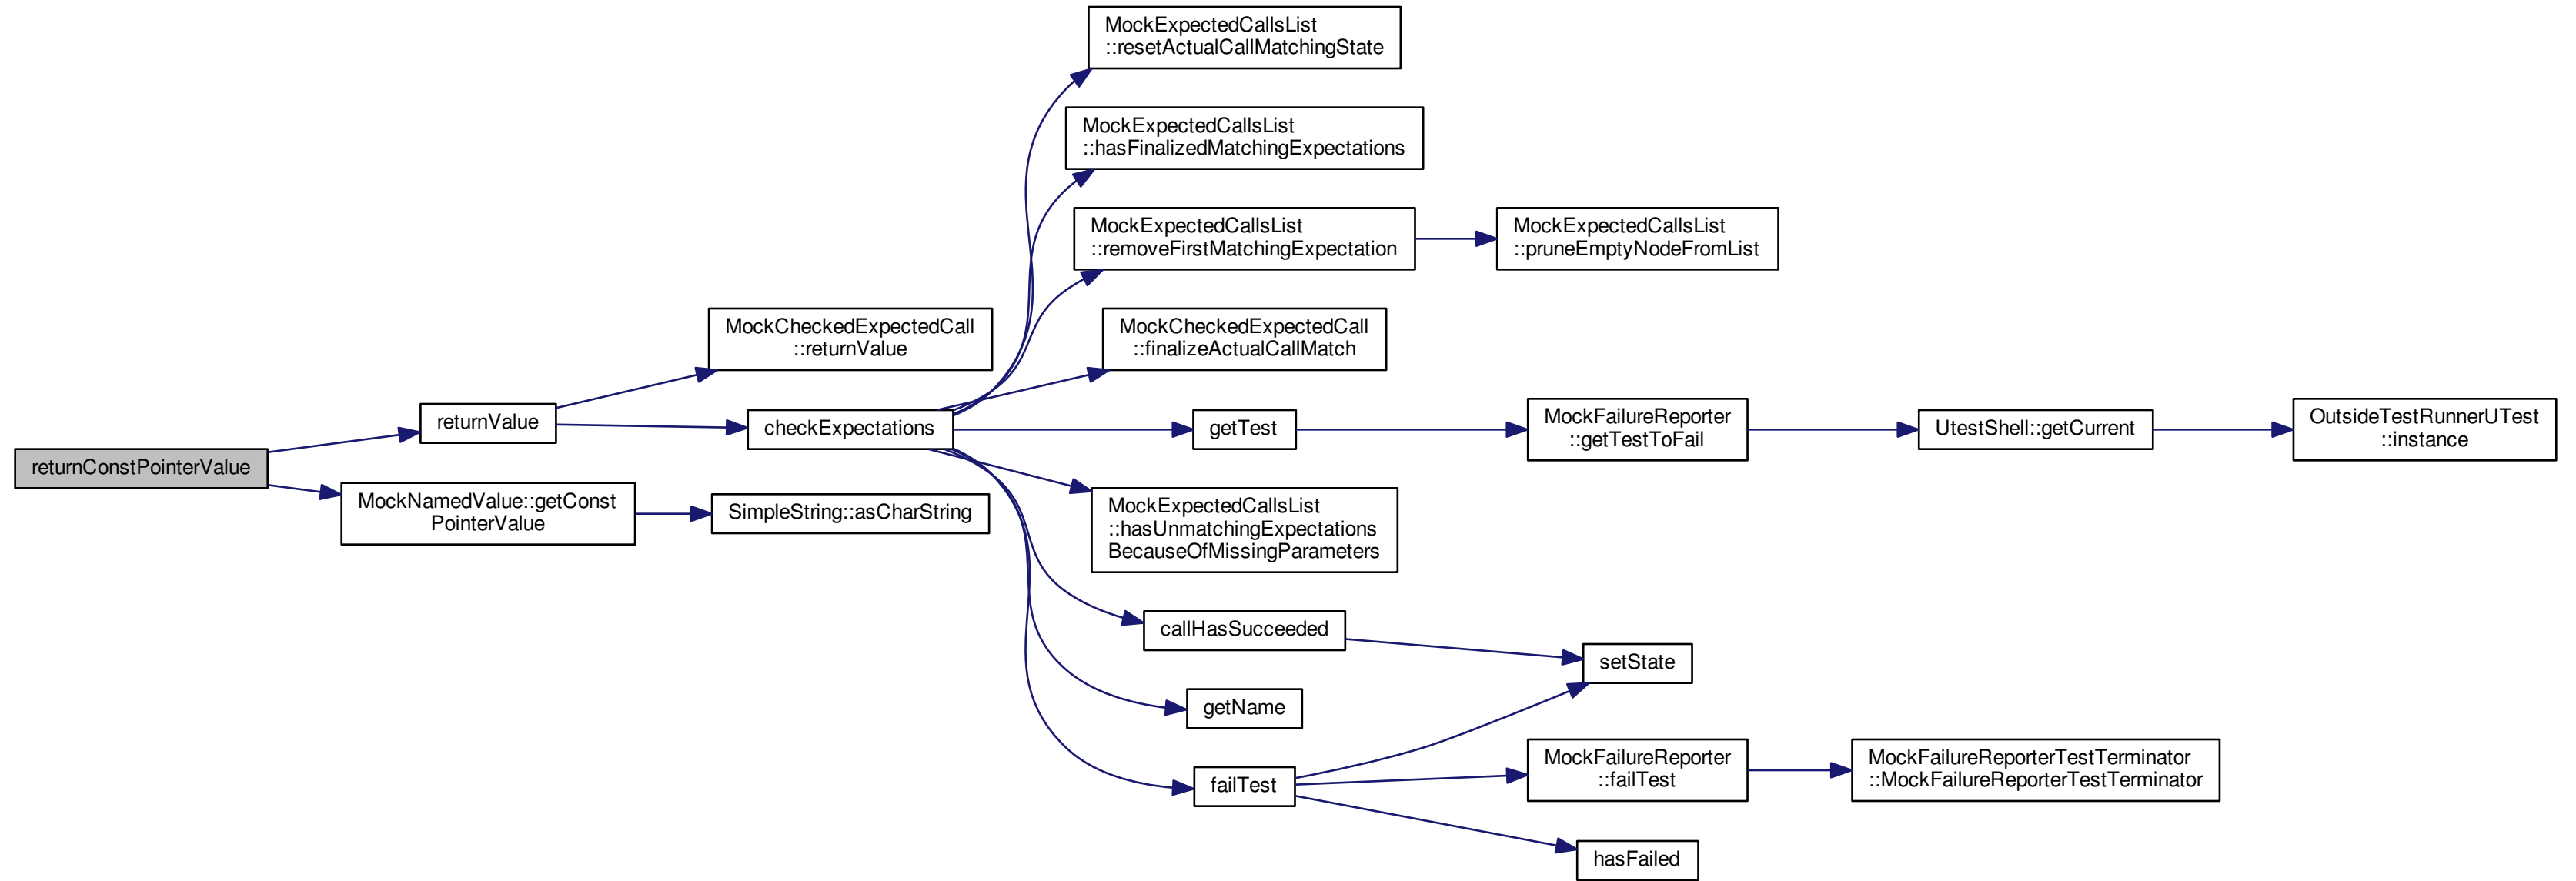 MockExpectedCallsList
::resetActualCallMatchingState
MockExpectedCallsList
::hasFinalizedMatchingExpectations
MockExpectedCallsList
::removeFirstMatchingExpectation
MockExpectedCallsList
::pruneEmptyNodeFromList
MockCheckedExpectedCall
::returnValue
MockCheckedExpectedCall
::finalizeActualCallMatch
returnValue
checkExpectations
getTest
MockFailureReporter
::getTestToFail
UtestShell::getCurrent
OutsideTestRunnerUTest
::instance
returnConstPointerValue
MockNamedValue::getConst
PointerValue
SimpleString::asCharString
MockExpectedCallsList
::hasUnmatchingExpectations
BecauseOfMissingParameters
callHasSucceeded
setState
getName
failTest
MockFailureReporter
::failTest
MockFailureReporterTestTerminator
::MockFailureReporterTestTerminator
hasFailed